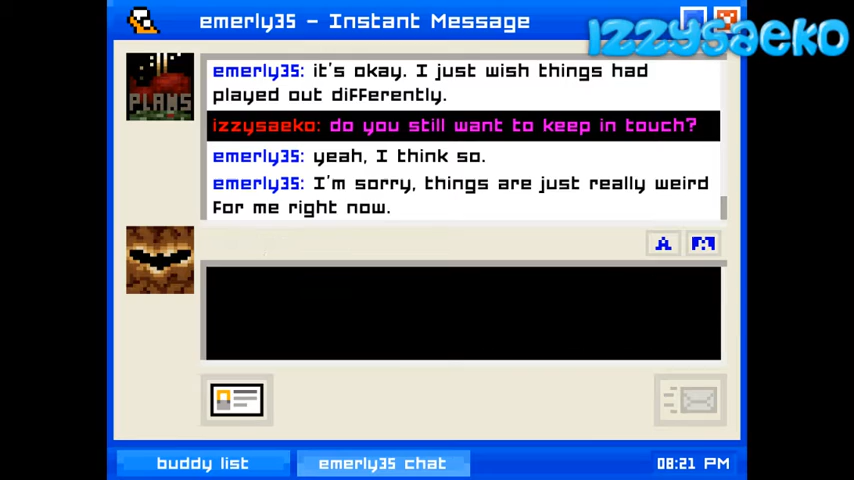 emerly35 - Instant Message
izzysaeko
emerly35: it's okay. I just wish things had
played out differently.
PLANS
izzysaeko: do you still want to keep in touch?
emerly35: yeah, I think so.
emerly35: I'm sorry, things are just really weird
for me right now.
A
buddy list
emerly35 chat
08:21 PM